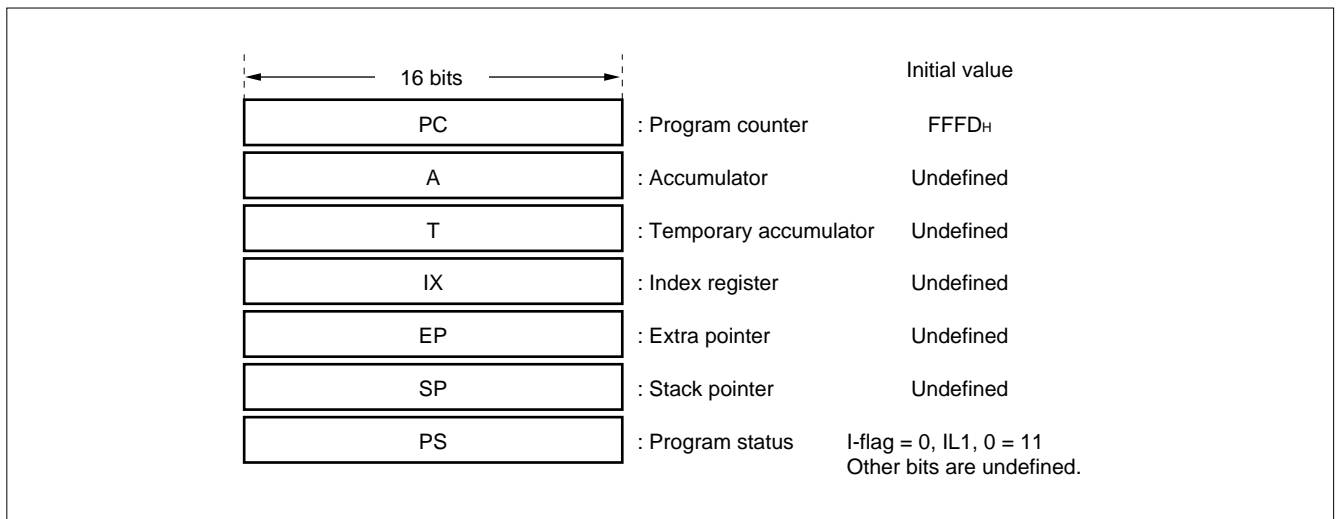 16 bits Initial value
PC : Program counter FFFDH
A : Accumulator Undefined
T : Temporary accumulator Undefined
IX : Index register Undefined
EP : Extra pointer Undefined
SP : Stack pointer Undefined
PS : Program status I-flag = 0, IL1, 0 = 11
Other bits are undefined.